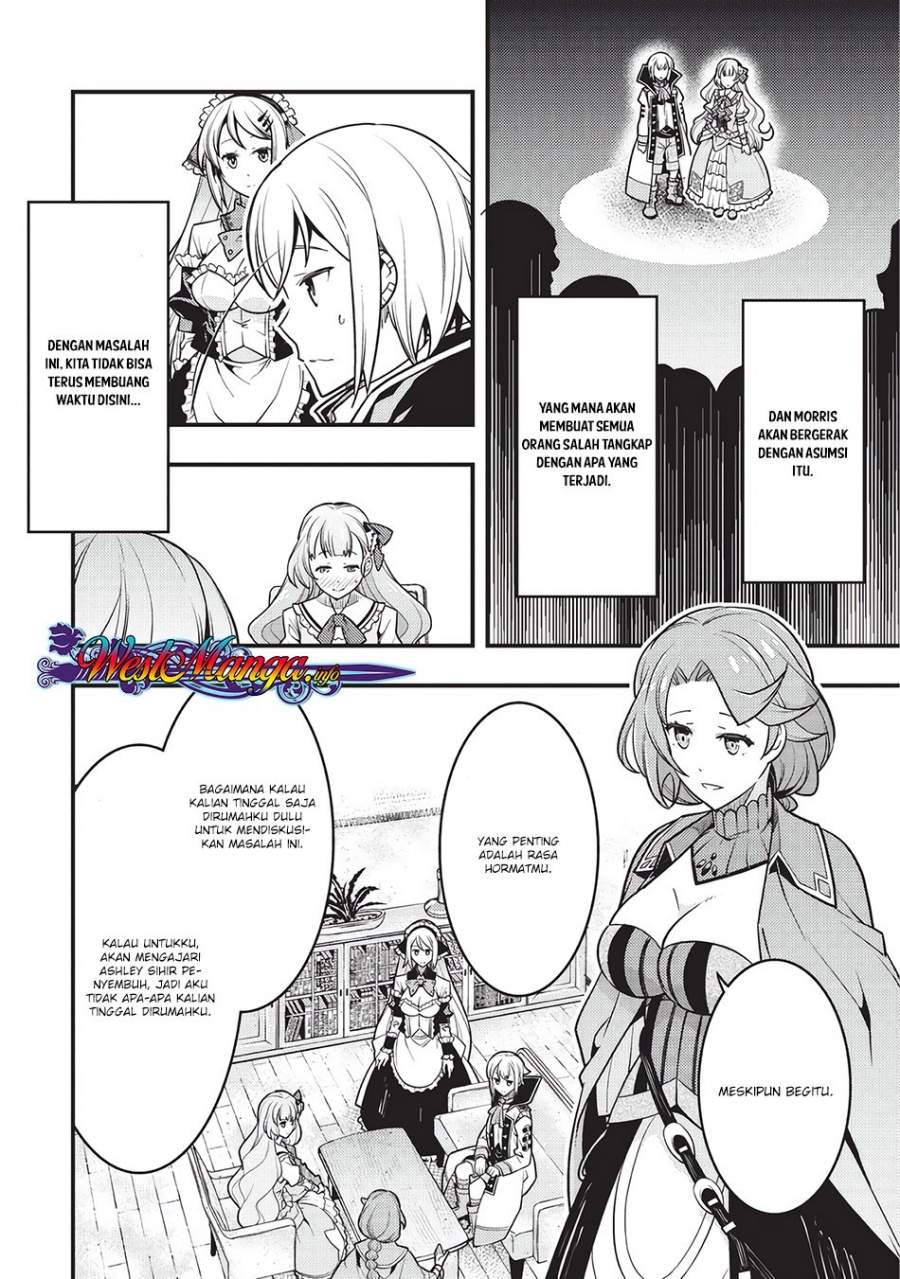 DAN MORRIS
AKAN BERGERAK
DENGAN ASUMSI
ITU.
YANG MANA AKAN
MEMBUAT SEMUA
ORANG SALAH TANGKAP
DENGAN APA YANG
TERJADI.
DENGAN MASALAH
INI. KITA TIDAK BISA
TERUS MEMBUANG
WAKTU DISINI...
WestManga.info
MESKIPUN BEGITU.
YANG PENTING
ADALAH RASA
HORMATMU.
BAGAIMANA KALAU
KALIAN TINGGAL SAJA
DIRUMAHKU DULU
UNTUK MENDISKUSI-
KAN MASALAH INI.
KALAU UNTUKKU,
AKAN MENGAJARI
ASHLEY SIHIR PE-
NYEMBUH, JADI AKU
TIDAK APA-APA KALIAN
TINGGAL DIRUMAHKU.